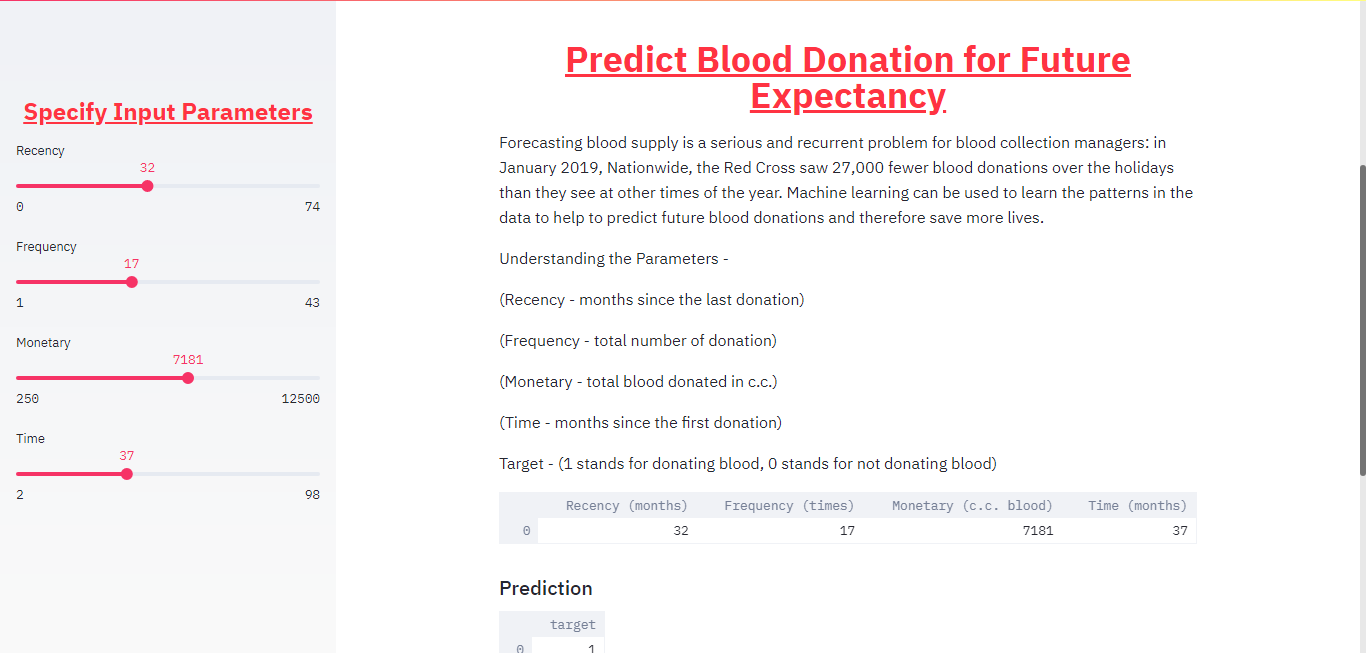 Specify Input Parameters
Recency
32
0 74
Frequency
17
1 43
Monetary
7181
250 12500
Time
37
2 98
Predict Blood Donation for Future
Expectancy
Forecasting blood supply is a serious and recurrent problem for blood collection managers: in
January 2019, Nationwide, the Red Cross saw 27,000 fewer blood donations over the holidays
than they see at other times of the year. Machine learning can be used to learn the patterns in the
data to help to predict future blood donations and therefore save more lives.
Understanding the Parameters -
(Recency - months since the last donation)
(Frequency - total number of donation)
(Monetary - total blood donated in c.c.)
(Time - months since the first donation)
Target - (1 stands for donating blood, 0 stands for not donating blood)
Recency (months) Frequency (times) Monetary (c.c. blood) Time (months)
0 32 17 7181 37
Prediction
target
0 1